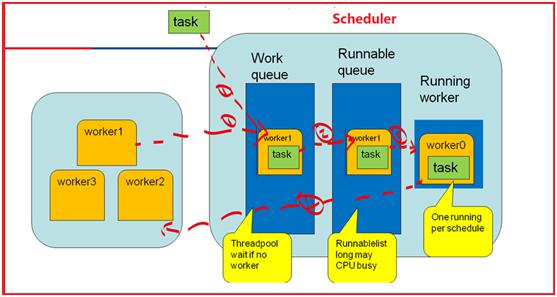 task
Scheduler
Work
queue
Runnable
queue
Running
worker
worker1
worker3
worker2
worker1
task
worker1
task
worker0
task
Threadpool
wait if no
worker
Runnablelist
long may
CPU busy
One running
per schedule